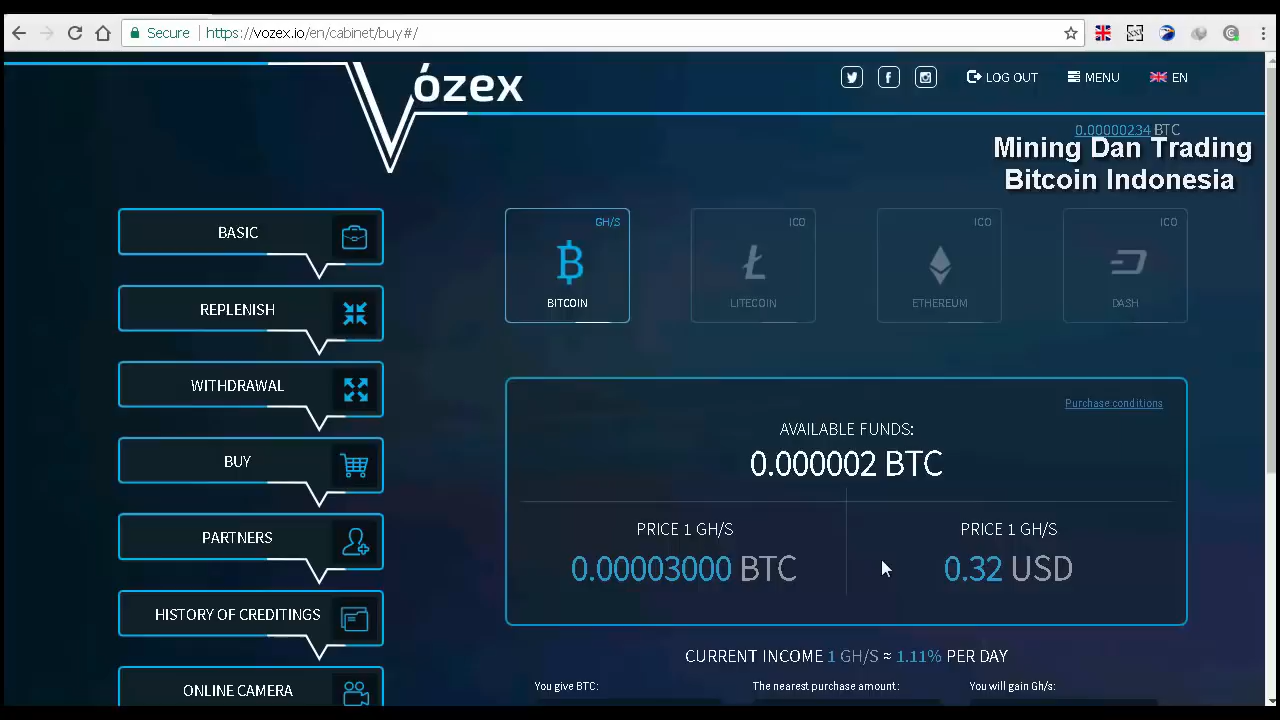 Secure https://vozex.io/en/cabinet/buy#/
Vózex
LOG OUT
MENU
EN
0.00000234 BTC
Mining Dan Trading
Bitcoin Indonesia
BASIC
REPLENISH
WITHDRAWAL
BUY
PARTNERS
HISTORY OF CREDITINGS
ONLINE CAMERA
GH/S
BITCOIN
ICO
LITECOIN
ICO
ETHEREUM
ICO
DASH
Purchase conditions
AVAILABLE FUNDS:
0.000002 BTC
PRICE 1 GH/S
0.00003000 BTC
PRICE 1 GH/S
0.32 USD
CURRENT INCOME 1 GH/S ≈ 1.11% PER DAY
You give BTC:
The nearest purchase amount:
You will gain Gh/s: